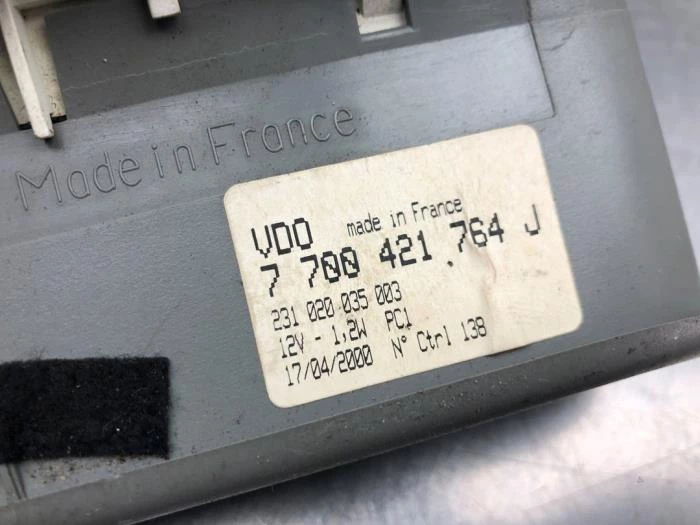 Made in France
VDO made in France
7 700 421 764 J
231 020 035 003
12V - 1,2W PC1
17/04/2000 N° Ctrl 138